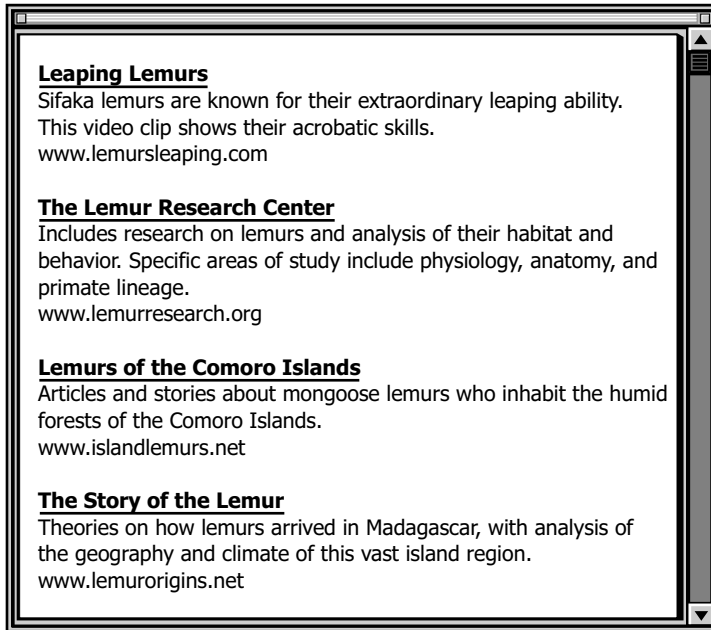 Leaping Lemurs
Sifaka lemurs are known for their extraordinary leaping ability.
This video clip shows their acrobatic skills.
www.lemursleaping.com
The Lemur Research Center
Includes research on lemurs and analysis of their habitat and
behavior. Specific areas of study include physiology, anatomy, and
primate lineage.
www.lemurresearch.org
Lemurs of the Comoro Islands
Articles and stories about mongoose lemurs who inhabit the humid
forests of the Comoro Islands.
www.islandlemurs.net
The Story of the Lemur
Theories on how lemurs arrived in Madagascar, with analysis of
the geography and climate of this vast island region.
www.lemurorigins.net